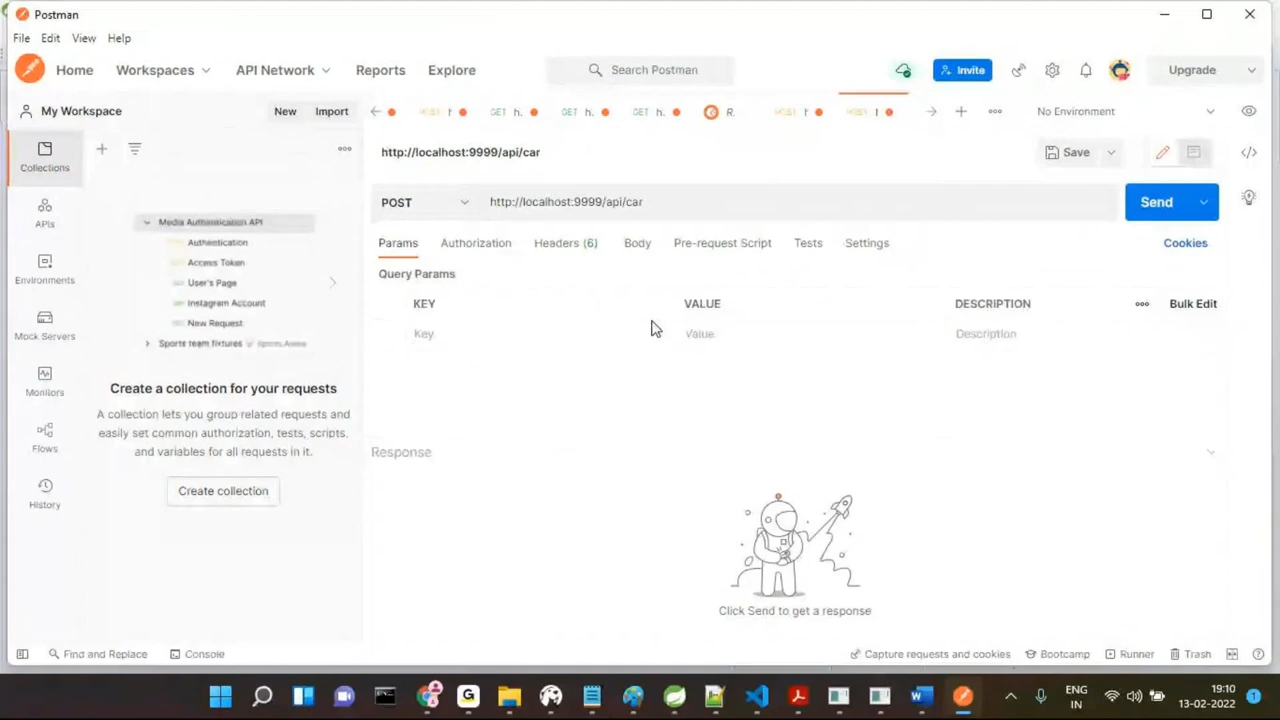 Postman
File Edit View Help
Home Workspaces API Network Reports Explore Search Postman Invite Upgrade
My Workspace New Import GET h. GET h. GET h. R. No Environment
http://localhost:9999/api/car Save
POST http://localhost:9999/api/car Send
Params Authorization Headers (6) Body Pre-request Script Tests Settings Cookies
Query Params
KEY VALUE DESCRIPTION Bulk Edit
Key Value Description
Response
Click Send to get a response
Collections
APIs
Environments
Mock Servers
Monitors
Flows
History
Media Authentication API
Authentication
Access Token
User's Page
Instagram Account
New Request
Sports team fixtures
Create a collection for your requests
A collection lets you group related requests and
easily set common authorization, tests, scripts,
and variables for all requests in it.
Create collection
Find and Replace Console Capture requests and cookies Bootcamp Runner Trash
ENG
IN
19:10
13-02-2022
1